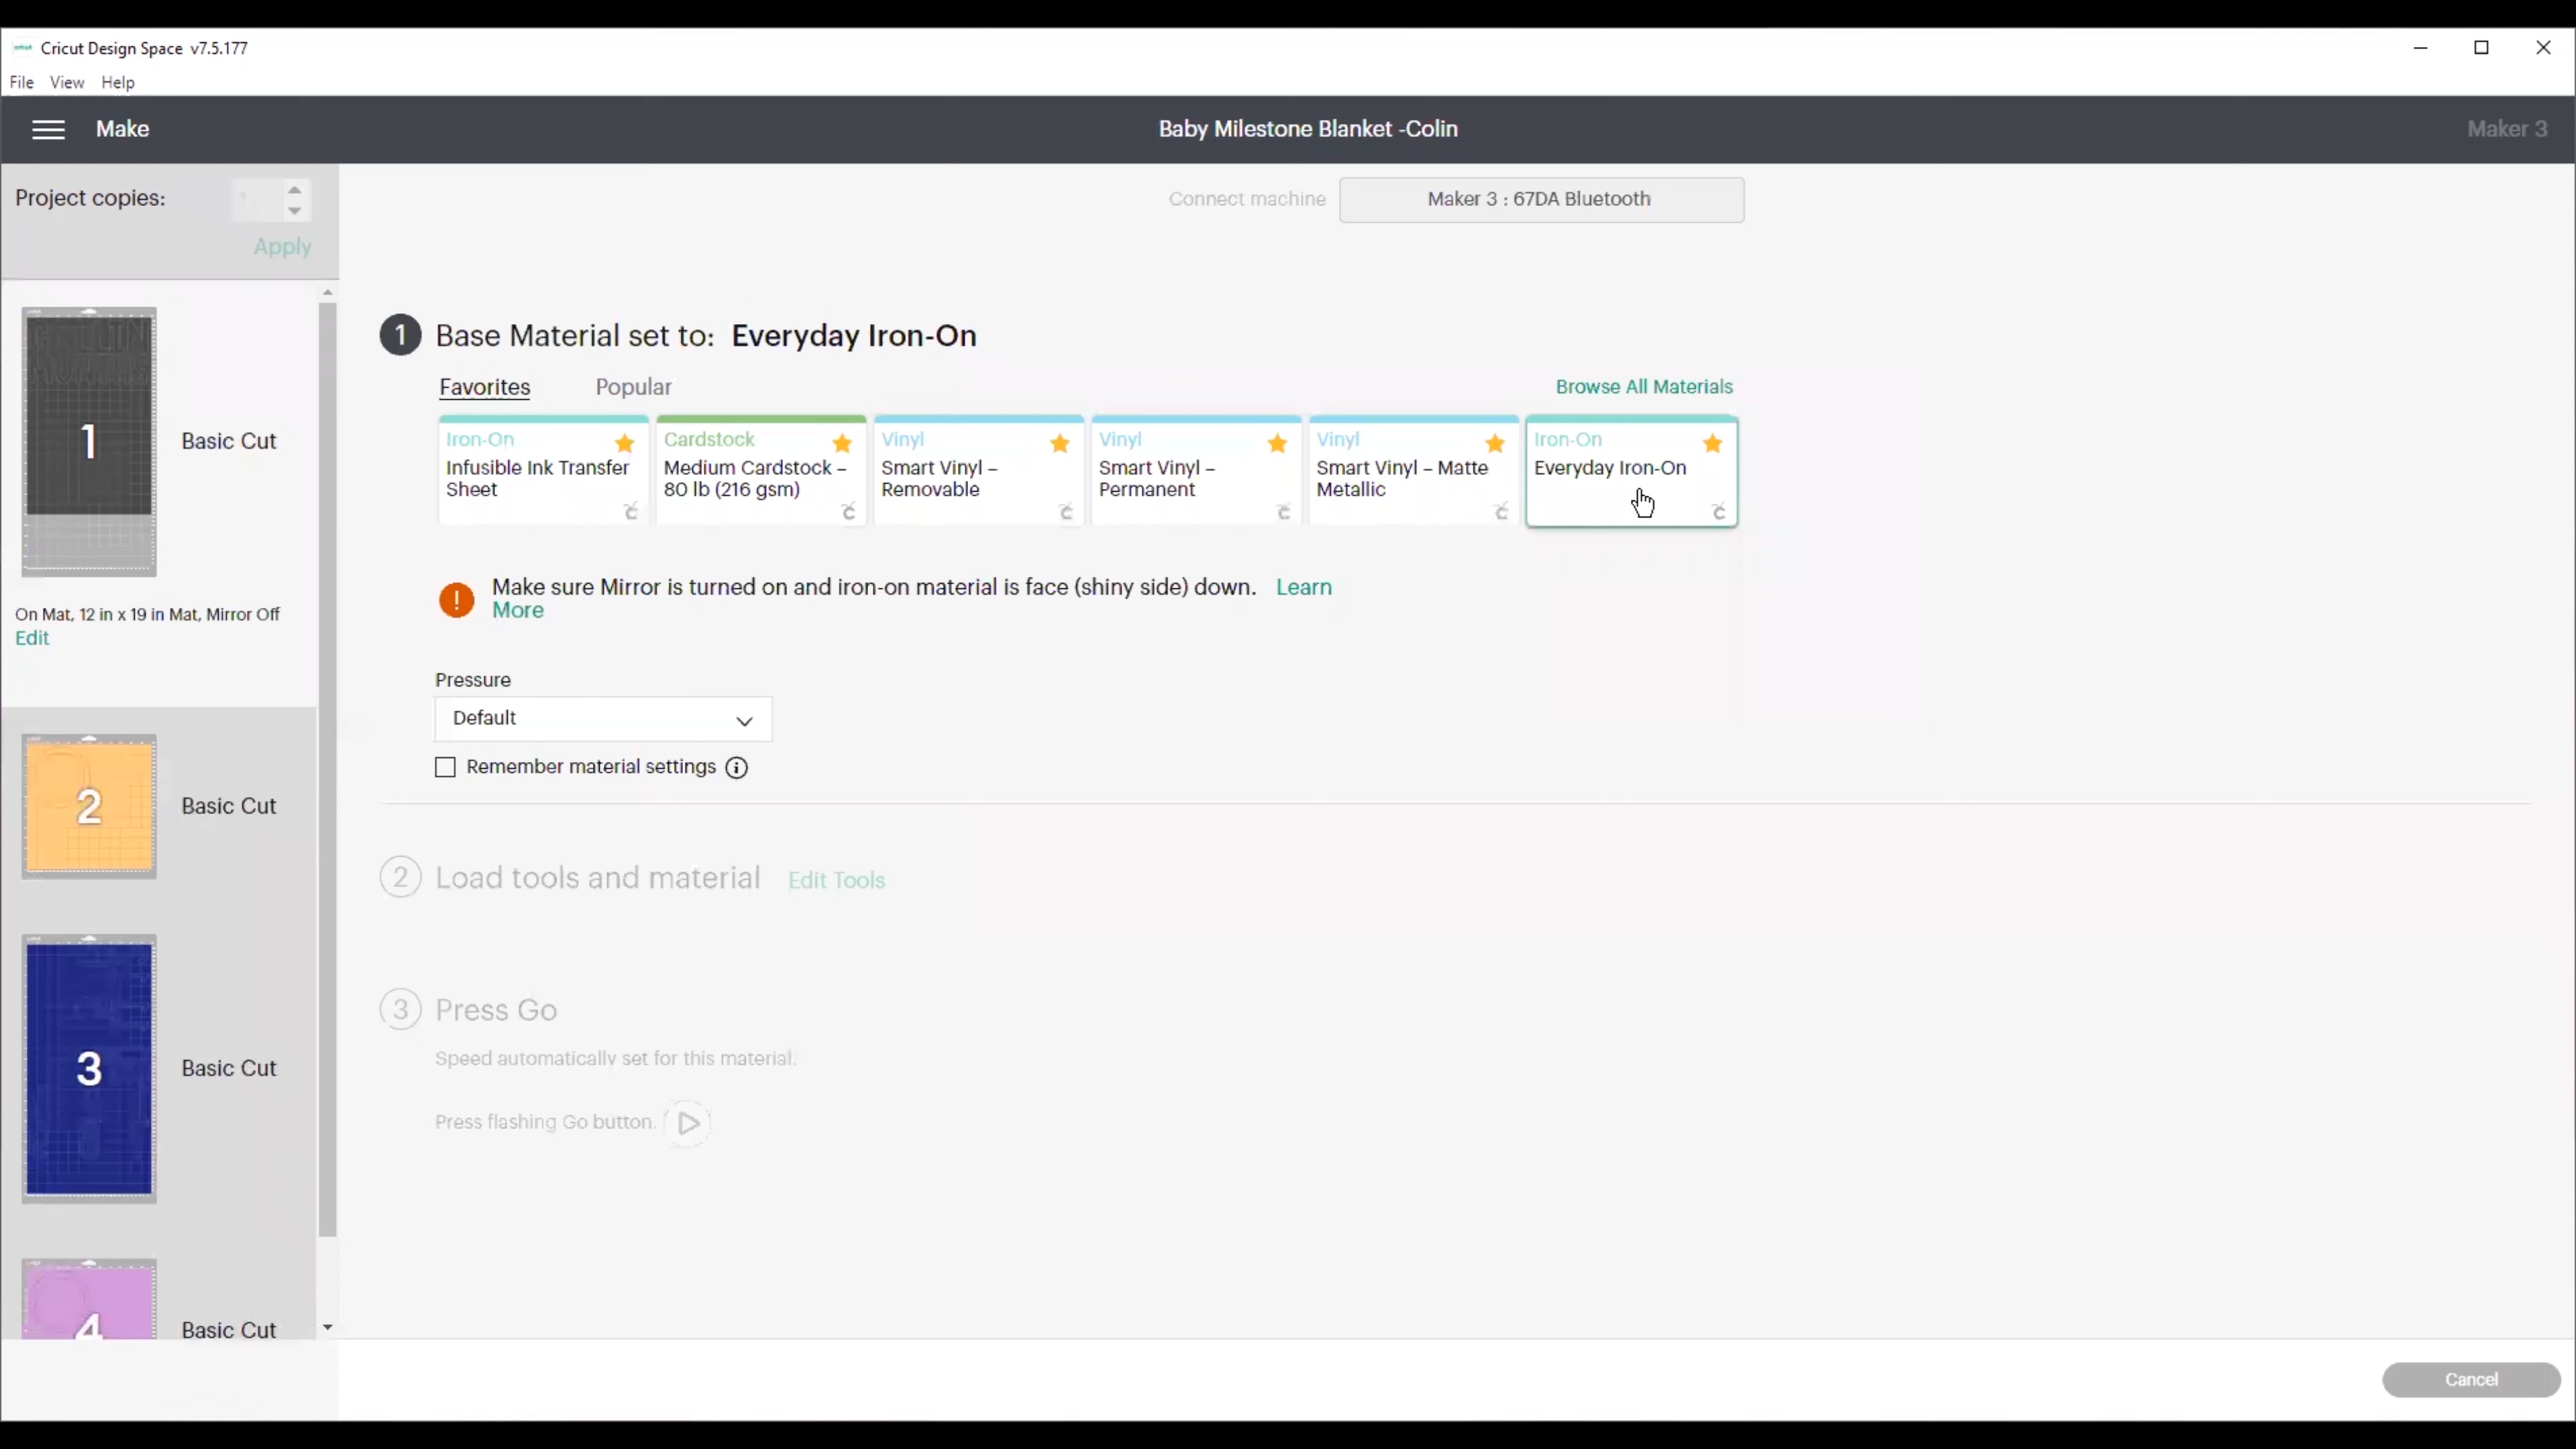 Cricut Design Space v7.5.177
File View Help
Make
Baby Milestone Blanket -Colin
Maker 3
Project copies: 1
Apply
Connect machine
Maker 3 : 67DA Bluetooth
1 Base Material set to: Everyday Iron-On
Favorites Popular
Browse All Materials
Iron-On
Infusible Ink Transfer
Sheet
Cardstock
Medium Cardstock –
80 lb (216 gsm)
Vinyl
Smart Vinyl –
Removable
Vinyl
Smart Vinyl –
Permanent
Vinyl
Smart Vinyl – Matte
Metallic
Iron-On
Everyday Iron-On
Make sure Mirror is turned on and iron-on material is face (shiny side) down. Learn
More
Pressure
Default
Remember material settings
2 Load tools and material Edit Tools
3 Press Go
Speed automatically set for this material.
Press flashing Go button.
1 Basic Cut
On Mat, 12 in x 19 in Mat, Mirror Off
Edit
2 Basic Cut
3 Basic Cut
4 Basic Cut
Cancel